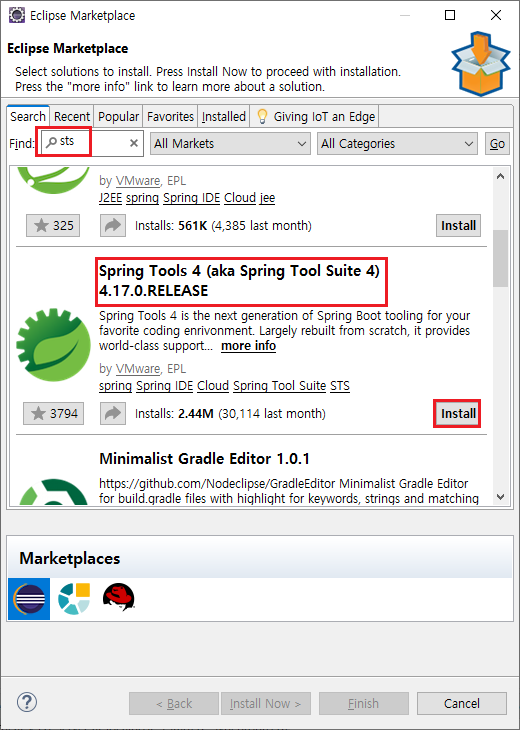 Eclipse Marketplace
Eclipse Marketplace
Select solutions to install. Press Install Now to proceed with installation.
Press the "more info" link to learn more about a solution.
Search Recent Popular Favorites Installed Giving IoT an Edge
Find: sts All Markets All Categories Go
by VMware, EPL
J2EE spring Spring IDE Cloud jee
325 Installs: 561K (4,385 last month) Install
Spring Tools 4 (aka Spring Tool Suite 4)
4.17.0.RELEASE
Spring Tools 4 is the next generation of Spring Boot tooling for your
favorite coding enrivonment. Largely rebuilt from scratch, it provides
world-class support... more info
by VMware, EPL
spring Spring IDE Cloud Spring Tool Suite STS
3794 Installs: 2.44M (30,114 last month) Install
Minimalist Gradle Editor 1.0.1
https://github.com/Nodeclipse/GradleEditor Minimalist Gradle Editor
for build.gradle files with highlight for keywords, strings and matching
Marketplaces
? < Back Install Now > Finish Cancel